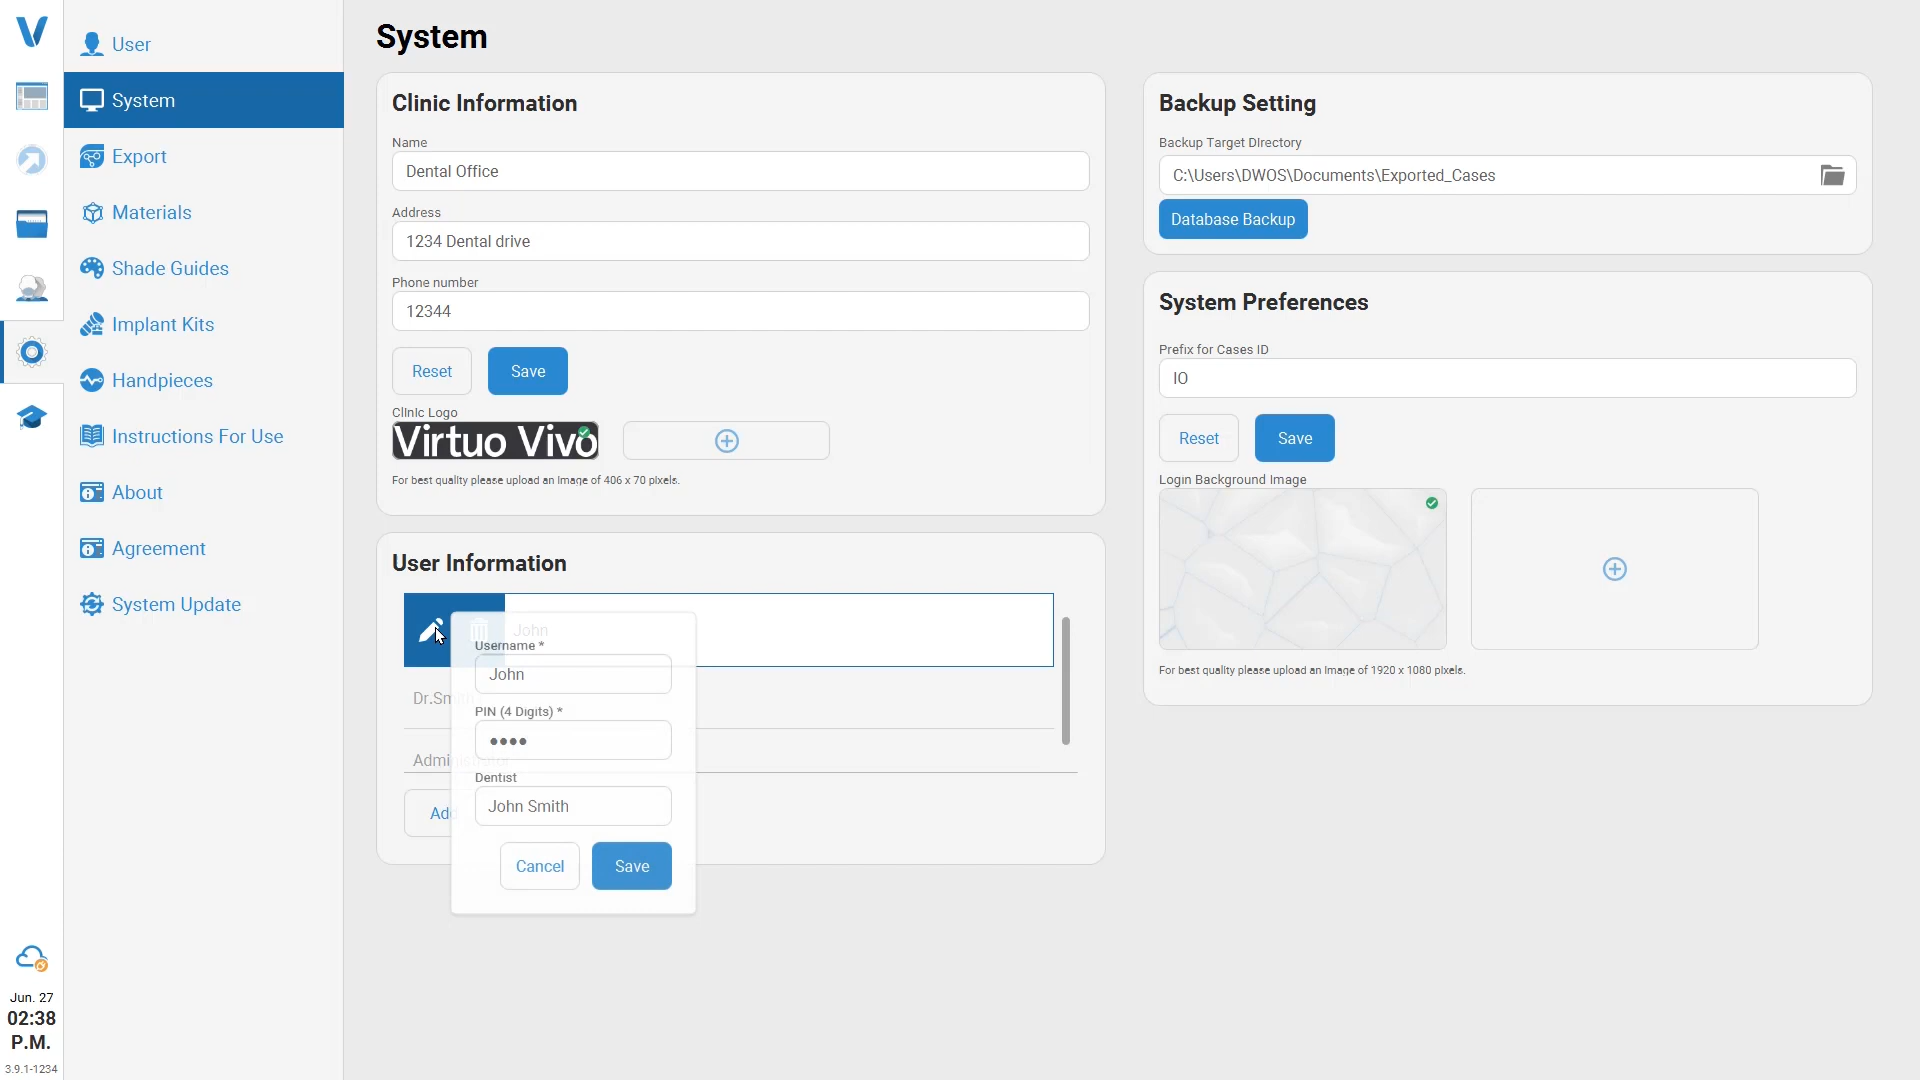 User
System
Export
Materials
Shade Guides
Implant Kits
Handpieces
Instructions For Use
About
Agreement
System Update
Jun. 27
02:38
P.M.
3.9.1-1234
System
Clinic Information
Name
Dental Office
Address
1234 Dental drive
Phone number
12344
Reset
Save
Clinic Logo
Virtuo Vivo
For best quality please upload an image of 406 x 70 pixels.
User Information
John
Dr.Smith
Administrator
Add
Username *
John
PIN (4 Digits) *
●●●●
Dentist
John Smith
Cancel
Save
Backup Setting
Backup Target Directory
C:\Users\DWOS\Documents\Exported_Cases
Database Backup
System Preferences
Prefix for Cases ID
IO
Reset
Save
Login Background Image
For best quality please upload an image of 1920 x 1080 pixels.